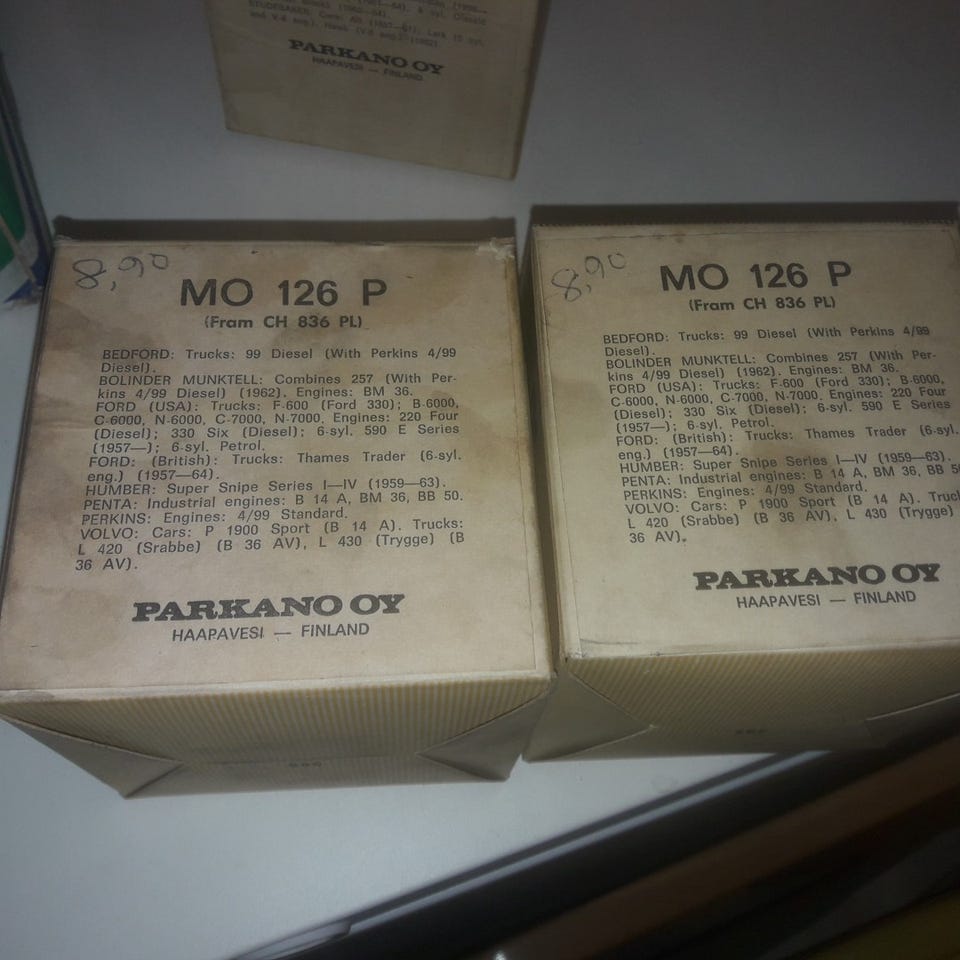 STUDEBAKER:
PARKANO OY
HAAPAVESI — FINLAND
8,90
MO 126 P
(Fram CH 836 PL)
BEDFORD: Trucks: 99 Diesel (With Perkins 4/99
Diesel).
BOLINDER MUNKTELL: Combines 257 (With Per-
kins 4/99 Diesel) (1962). Engines: BM 36.
FORD (USA): Trucks: F-600 (Ford 330); B-6000,
C-6000, N-6000, C-7000, N-7000, Engines: 220 Four
(Diesel); 330 Six (Diesel); 6-syl. 590 E Series
(1957—); 6-syl. Petrol.
FORD: (British): Trucks: Thames Trader (6-syl.
eng.) (1957—64).
HUMBER: Super Snipe Series I—IV (1959—63).
PENTA: Industrial engines: B 14 A, BM 36, BB 50.
PERKINS: Engines: 4/99 Standard.
VOLVO: Cars: P 1900 Sport (B 14 A). Trucks:
L 420 (Srabbe) (B 36 AV), L 430 (Trygge) (B
36 AV).
PARKANO OY
HAAPAVESI — FINLAND
8,90
MO 126 P
(Fram CH 836 PL)
BEDFORD: Trucks: 99 Diesel (With Perkins 4/99
Diesel).
BOLINDER MUNKTELL: Combines 257 (With Per-
kins 4/99 Diesel) (1962). Engines: BM 36.
FORD (USA): Trucks: F-600 (Ford 330); B-6000,
C-6000, N-6000, C-7000, N-7000, Engines: 220 Four
(Diesel); 330 Six (Diesel); 6-syl. 590 E Series
(1957—); 6-syl. Petrol.
FORD: (British): Trucks: Thames Trader (6-syl.
eng.) (1957—64).
HUMBER: Super Snipe Series I—IV (1959—63).
PENTA: Industrial engines: B 14 A, BM 36, BB 50
PERKINS: Engines: 4/99 Standard.
VOLVO: Cars: P 1900 Sport (B 14 A). Truck
L 420 (Srabbe) (B 36 AV), L 430 (Trygge)
36 AV).
PARKANO OY
HAAPAVESI — FINLAND